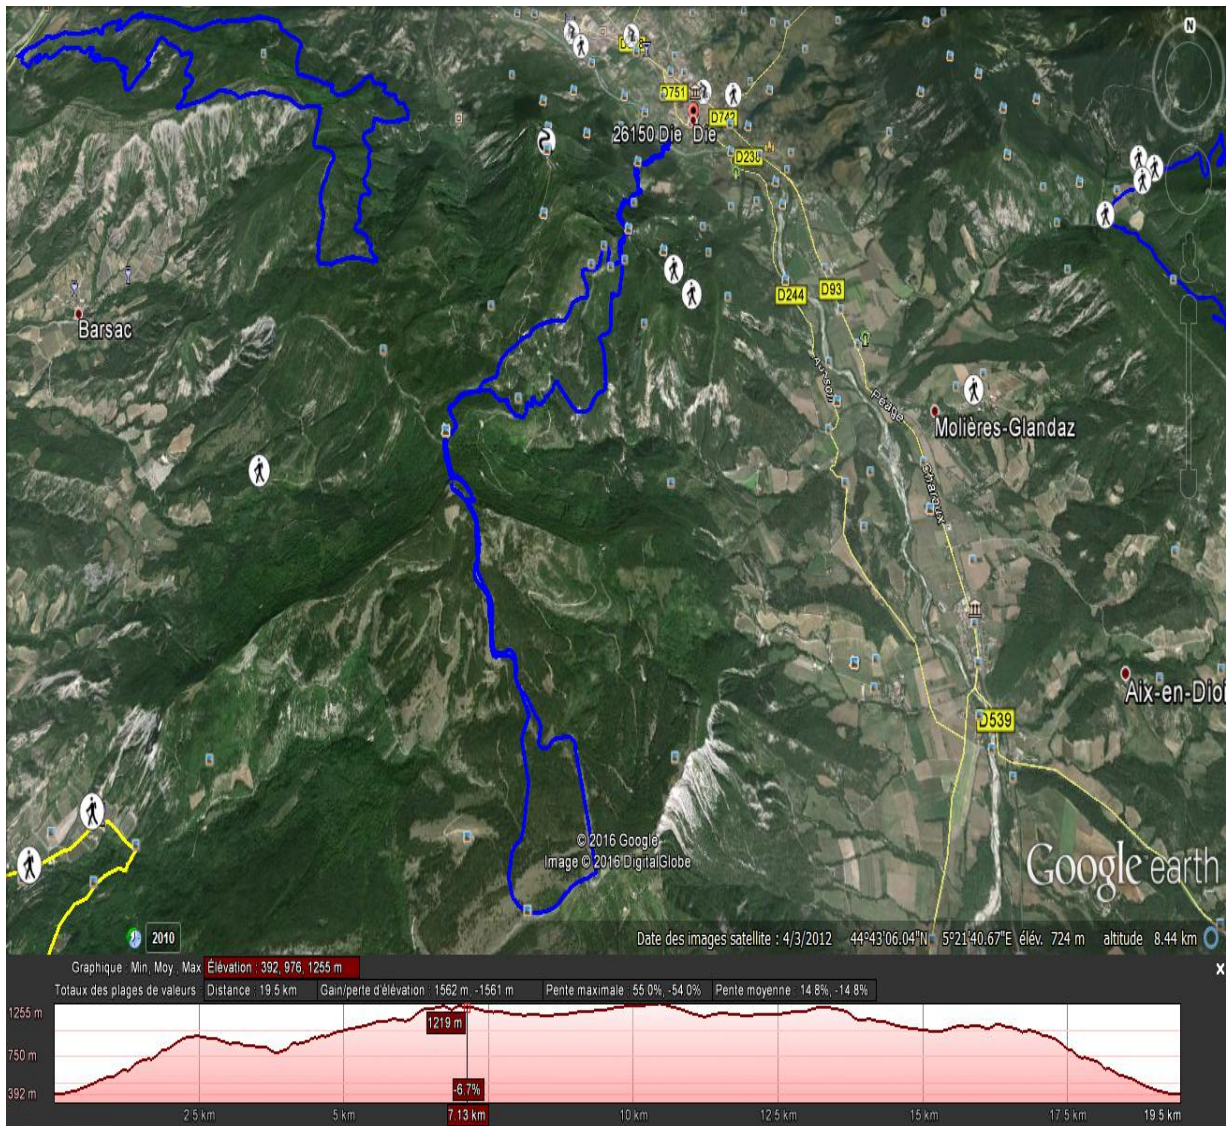 N
D751
26150 Die Die
D742
D238
Barsac
D244
D93
Péage
Molières-Glandaz
Charaux
Aix-en-Dioi
D539
© 2016 Google
Image © 2016 DigitalGlobe
Google earth
2010
Date des images satellite : 4/3/2012 44°43'06.04"N 5°21'40.67"E élév. 724 m altitude 8.44 km
Graphique : Min, Moy., Max Élévation : 392, 976, 1255 m
x
Totaux des plages de valeurs : Distance : 19.5 km Gain/perte d'élévation : 1562 m, -1561 m Pente maximale : 55.0%, -54.0% Pente moyenne : 14.8%, -14.8%
1255 m
1219 m
750 m
392 m
-6.7%
2.5 km 5 km 7.13 km 10 km 12.5 km 15 km 17.5 km 19.5 km